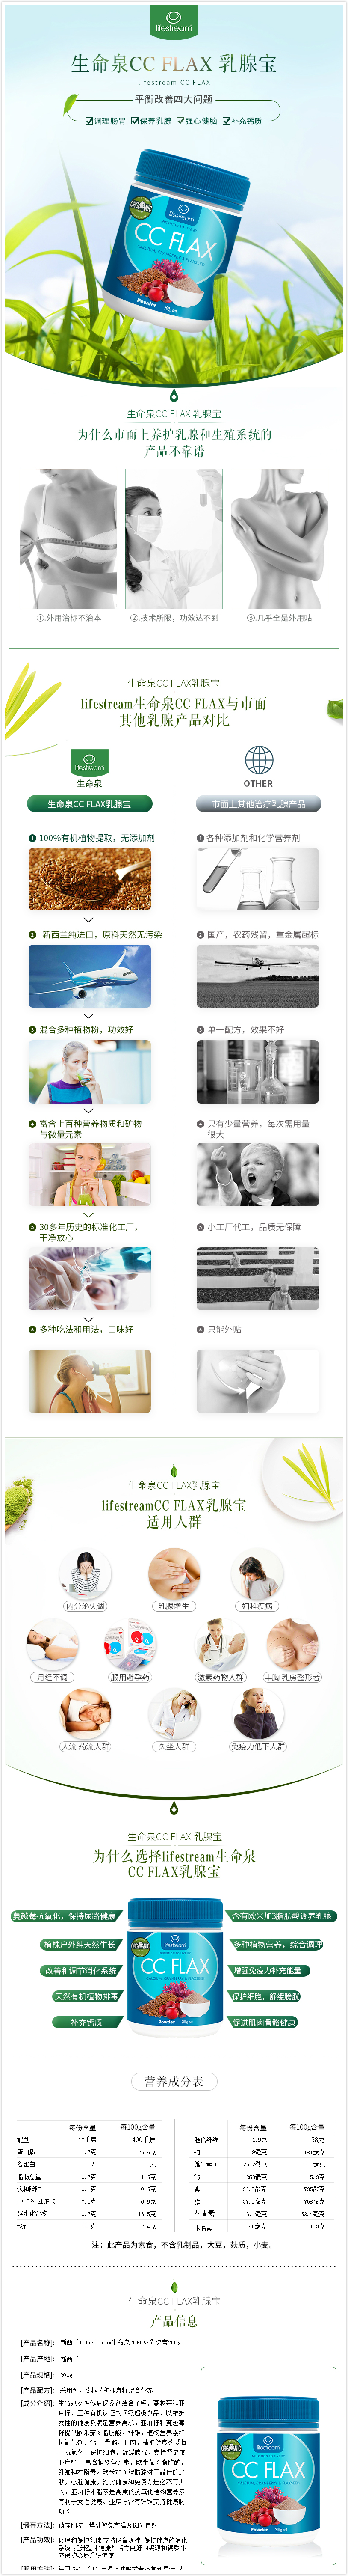 lifestream
生命泉CC FLAX 乳腺宝
lifestream CC FLAX
平衡改善四大问题
调理肠胃 保养乳腺 强心健脑 补充钙质
ORGANIC
lifestream
CC FLAX
CALCIUM, CRANBERRY & FLAXSEED
Powder 200g net
生命泉CC FLAX 乳腺宝
为什么市面上养护乳腺和生殖系统的
产品不靠谱
①.外用治标不治本
②.技术所限，功效达不到
③.几乎全是外用贴
生命泉CC FLAX乳腺宝
lifestream生命泉CC FLAX与市面
其他乳腺产品对比
lifestream
生命泉
OTHER
生命泉CC FLAX乳腺宝
市面上其他治疗乳腺产品
1 100%有机植物提取，无添加剂
1 各种添加剂和化学营养剂
2 新西兰纯进口，原料天然无污染
2 国产，农药残留，重金属超标
3 混合多种植物粉，功效好
3 单一配方，效果不好
4 富含上百种营养物质和矿物
与微量元素
4 只有少量营养，每次需用量
很大
5 30多年历史的标准化工厂，
干净放心
5 小工厂代工，品质无保障
6 多种吃法和用法，口味好
6 只能外贴
生命泉CC FLAX乳腺宝
lifestreamCC FLAX乳腺宝
适用人群
内分泌失调
乳腺增生
妇科疾病
月经不调
服用避孕药
激素药物人群
丰胸 乳房整形者
人流 药流人群
久坐人群
免疫力低下人群
生命泉CC FLAX 乳腺宝
为什么选择lifestream生命泉
CC FLAX乳腺宝
蔓越莓抗氧化，保持尿路健康
含有欧米加3脂肪酸调养乳腺
植株户外纯天然生长
多种植物营养，综合调理
改善和调节消化系统
增强免疫力补充能量
天然有机植物排毒
保护细胞，舒缓膀胱
补充钙质
促进肌肉骨骼健康
ORGANIC
lifestream
CC FLAX
Powder 200g net
营养成分表
每份含量 每100g含量
能量 70千焦 1400千焦
蛋白质 1.3克 25.6克
谷蛋白 无 无
脂肪总量 0.7克 1.6克
饱和脂肪 0.1克 0.6克
碳水化合物 0.7克 13.5克
-糖 0.1克 2.4克
每份含量 每100g含量
膳食纤维 1.9克 38克
钠 9毫克 181毫克
维生素B6 25.2微克 1.3毫克
钙 263毫克 5.3克
碘 36.8微克 735微克
镁 37.9毫克 758毫克
花青素 3.1毫克 62.4毫克
木脂素 65毫克 1.3克
注：此产品为素食，不含乳制品，大豆，麸质，小麦。
生命泉CC FLAX乳腺宝
产品信息
[产品名称]: 新西兰lifestream生命泉CCFLAX乳腺宝200g
[产品产地]: 新西兰
[产品规格]: 200g
[产品配方]: 采用钙，蔓越莓和亚麻籽混合营养
[成分介绍]: 生命泉女性健康保养剂结合了钙，蔓越莓和亚
麻籽，三种有机认证的顶级超级食品，以维护
女性的健康及满足营养需求。亚麻籽和蔓越莓
籽提供欧米茄３脂肪酸，纤维，植物营养素和
抗氧化剂。钙 - 骨骼，肌肉，精神健康蔓越莓
- 抗氧化，保护细胞，舒缓膀胱，支持肾健康
亚麻籽 - 富含植物营养素，欧米茄３脂肪酸，
纤维和木脂素。欧米加３脂肪酸对于最佳的皮
肤，心脏健康，乳房健康和免疫力是必不可少
的。亚麻籽木脂素是高度的抗氧化植物营养素
有利于女性健康。亚麻籽含有纤维支持健康肠
功能
[储存方法]: 储存阴凉干燥处避免高温及阳光直射
[产品功效]: 调理和保护乳腺 支持肠道规律 保持健康的消化
系统 提升整体健康和活力良好的钙源和钙质补
充保护泌尿系统健康
ORGANIC
lifestream
CC FLAX
CALCIUM, CRANBERRY & FLAXSEED
Powder 200g net